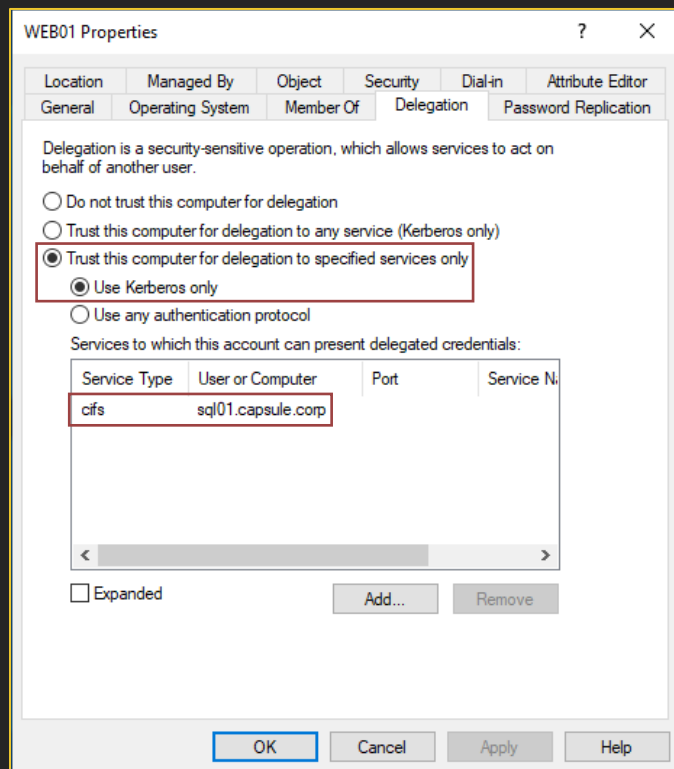 WEB01 Properties
? ×
Location Managed By Object Security Dial-in Attribute Editor
General Operating System Member Of Delegation Password Replication
Delegation is a security-sensitive operation, which allows services to act on
behalf of another user.
Do not trust this computer for delegation
Trust this computer for delegation to any service (Kerberos only)
Trust this computer for delegation to specified services only
Use Kerberos only
Use any authentication protocol
Services to which this account can present delegated credentials:
Service Type User or Computer Port Service Na
cifs sql01.capsule.corp
Expanded
Add... Remove
OK Cancel Apply Help